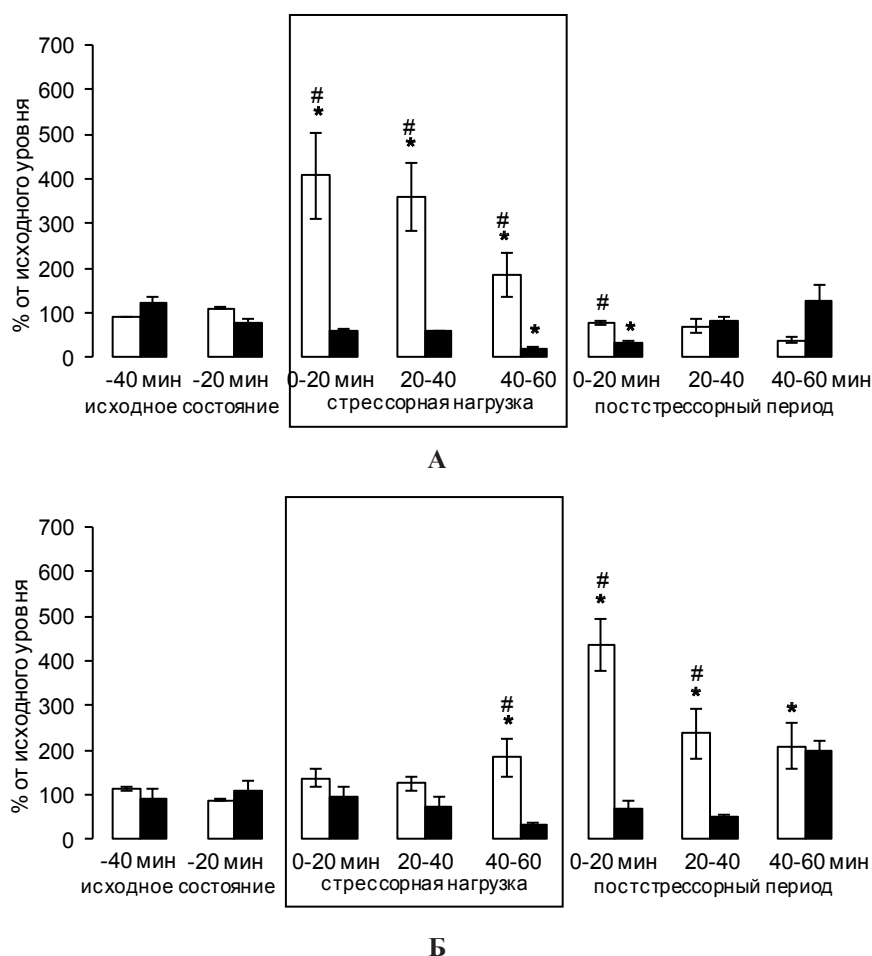 % от исходного уровня
700
600
500
400
300
200
100
0
# # #
* * * # * *
-40 мин -20 мин 0-20 мин 20-40 40-60 0-20 мин 20-40 40-60 мин
исходное состояние стрессорная нагрузка постстрессорный период
А
% от исходного уровня
700
600
500
400
300
200
100
0
# # #
* * * *
-40 мин -20 мин 0-20 мин 20-40 40-60 0-20 мин 20-40 40-60 мин
исходное состояние стрессорная нагрузка постстрессорный период
Б